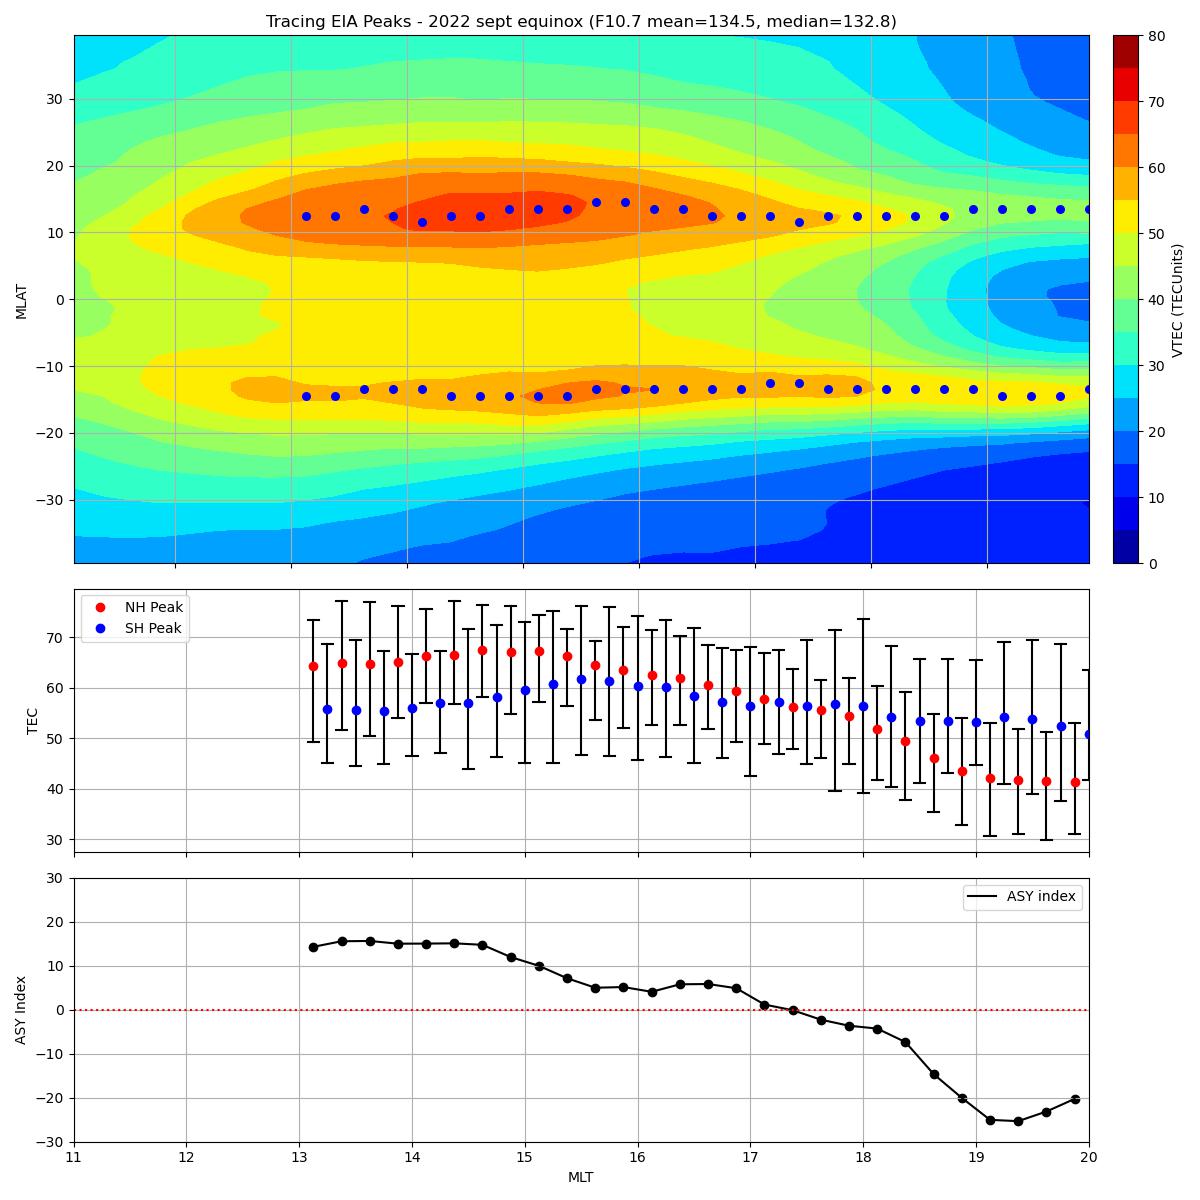 Tracing EIA Peaks - 2022 sept equinox (F10.7 mean=134.5, median=132.8)
MLAT
30
20
10
0
−10
−20
−30
80
70
60
50
40
30
20
10
0
VTEC (TECUnits)
TEC
70
60
50
40
30
NH Peak
SH Peak
ASY Index
30
20
10
0
−10
−20
−30
ASY index
11 12 13 14 15 16 17 18 19 20
MLT